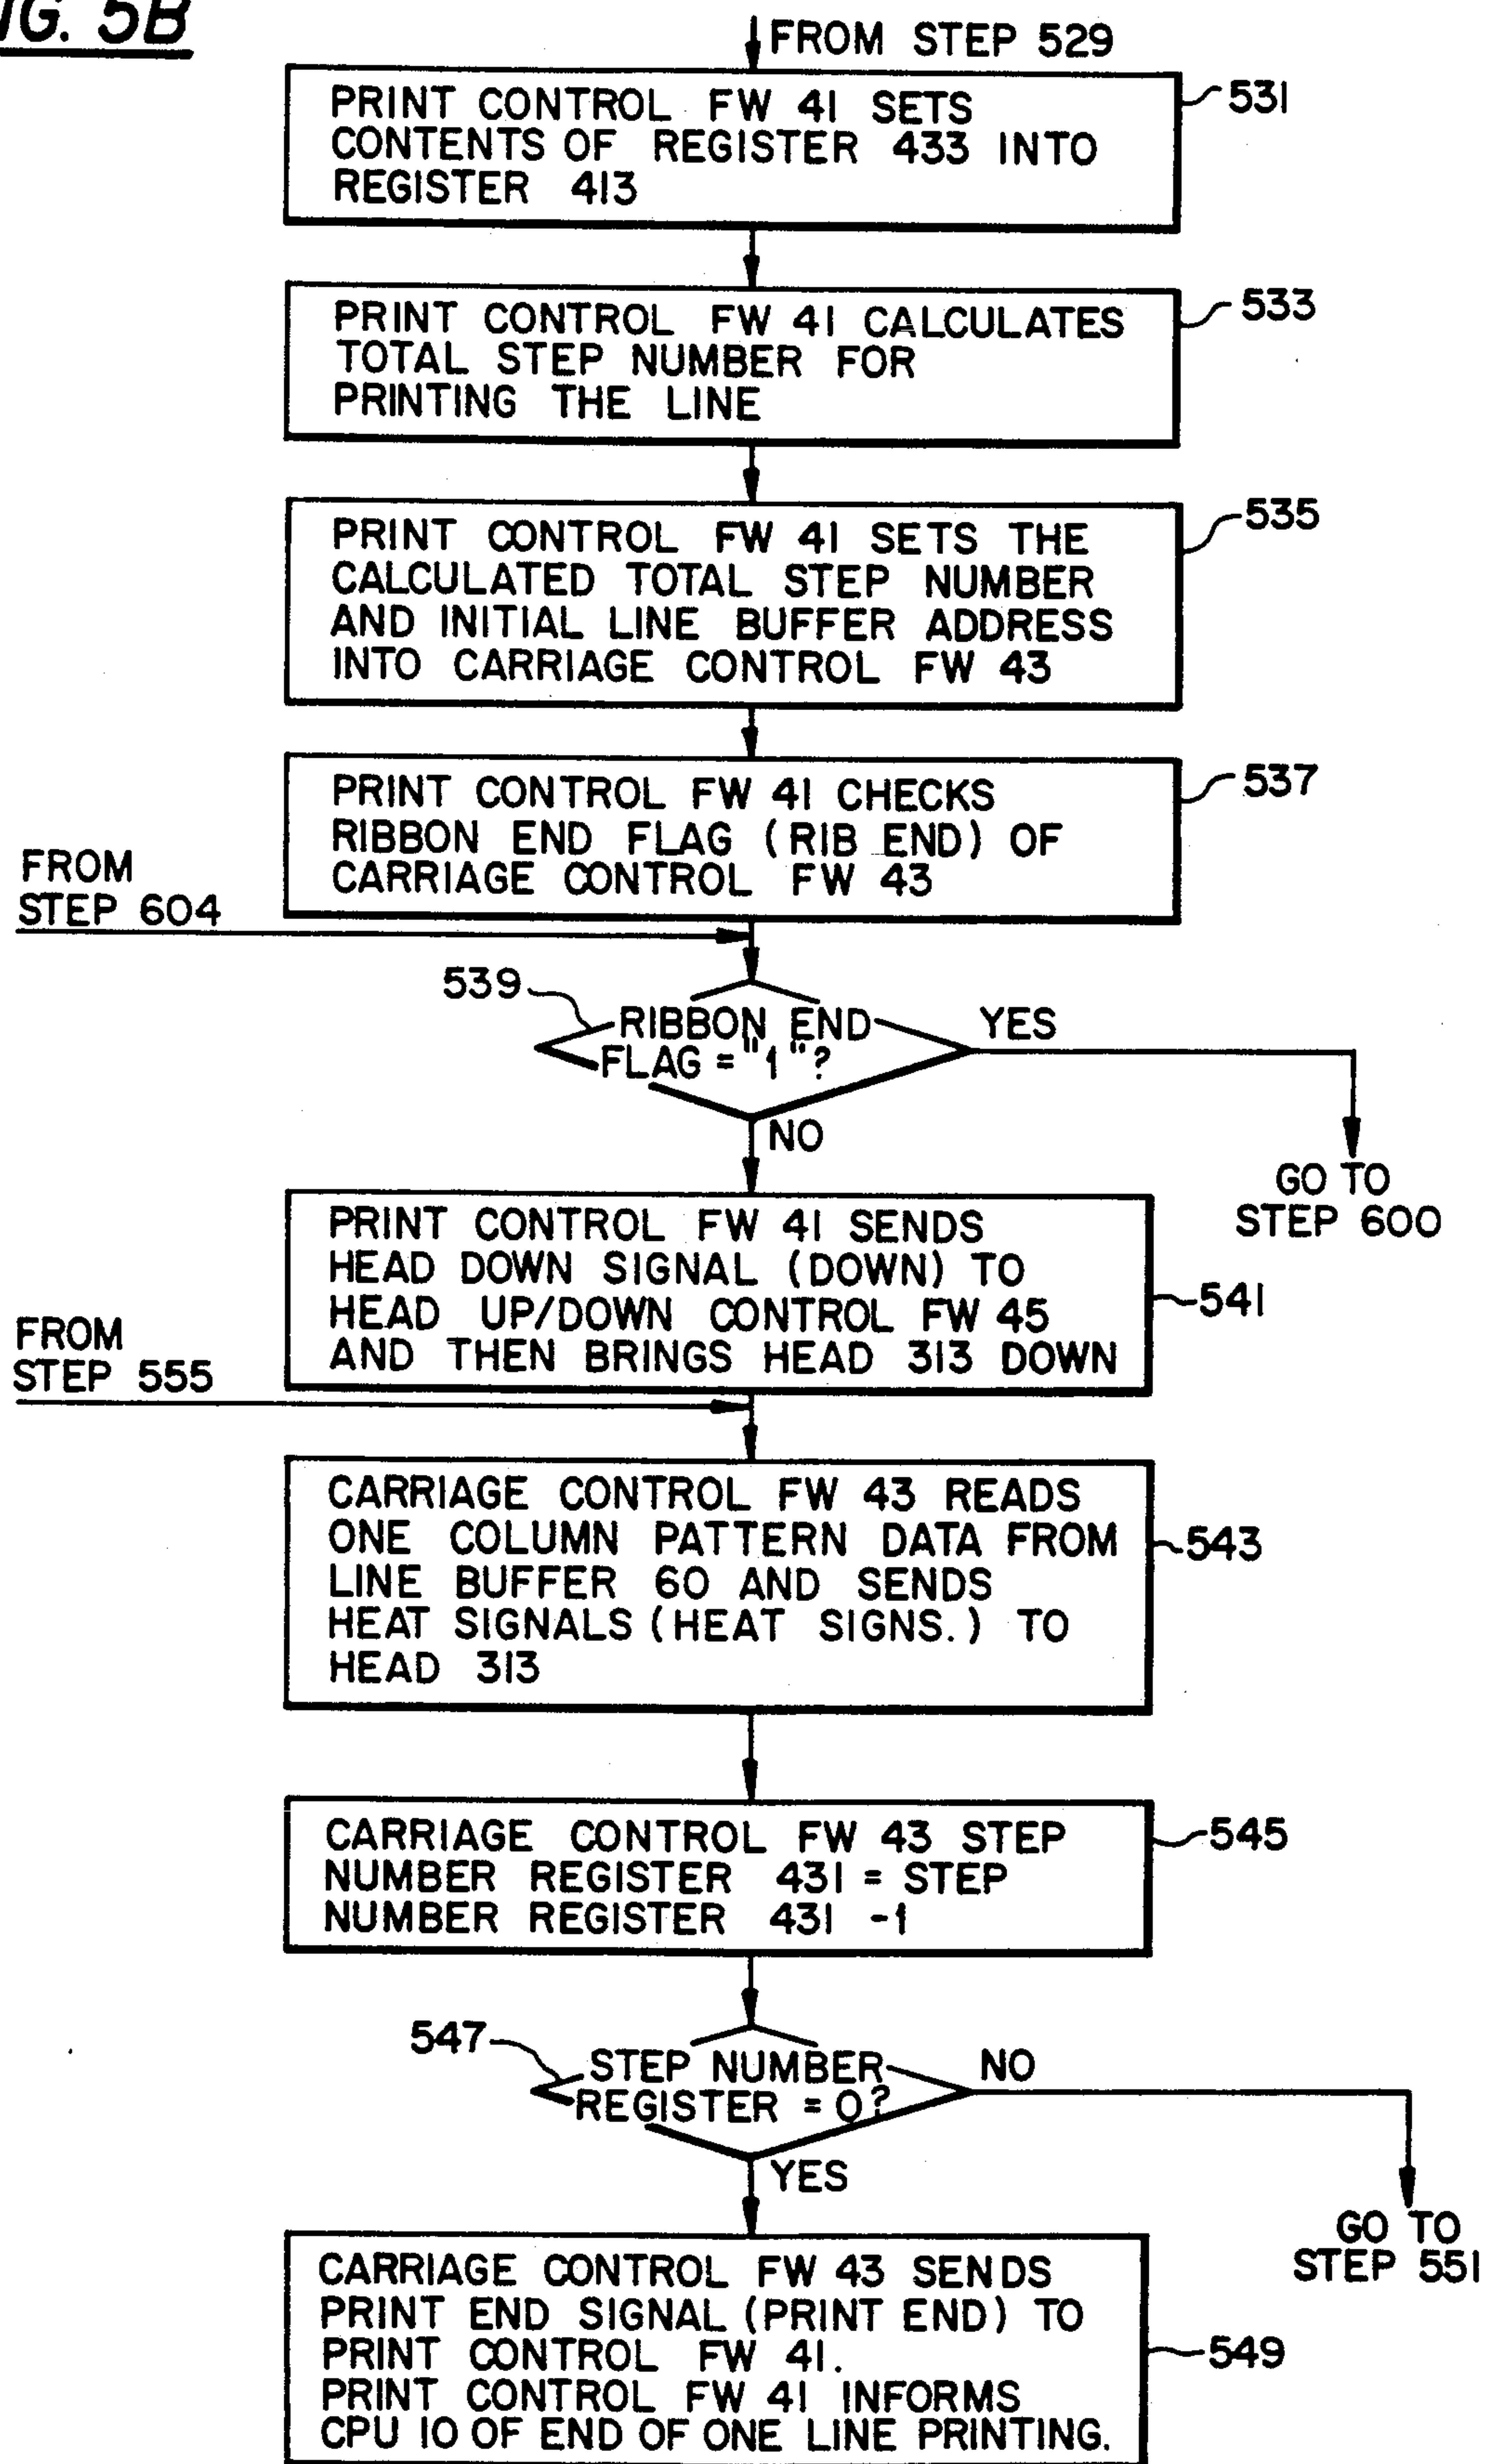 IG. 5B
FROM STEP 529
PRINT CONTROL FW 41 SETS
CONTENTS OF REGISTER 433 INTO
REGISTER 413
531
PRINT CONTROL FW 41 CALCULATES
TOTAL STEP NUMBER FOR
PRINTING THE LINE
533
PRINT CONTROL FW 41 SETS THE
CALCULATED TOTAL STEP NUMBER
AND INITIAL LINE BUFFER ADDRESS
INTO CARRIAGE CONTROL FW 43
535
PRINT CONTROL FW 41 CHECKS
RIBBON END FLAG (RIB END) OF
CARRIAGE CONTROL FW 43
537
FROM
STEP 604
539
RIBBON END
FLAG = "1"?
YES
NO
GO TO
STEP 600
PRINT CONTROL FW 41 SENDS
HEAD DOWN SIGNAL (DOWN) TO
HEAD UP/DOWN CONTROL FW 45
AND THEN BRINGS HEAD 313 DOWN
541
FROM
STEP 555
CARRIAGE CONTROL FW 43 READS
ONE COLUMN PATTERN DATA FROM
LINE BUFFER 60 AND SENDS
HEAT SIGNALS (HEAT SIGNS.) TO
HEAD 313
543
CARRIAGE CONTROL FW 43 STEP
NUMBER REGISTER 431 = STEP
NUMBER REGISTER 431 -1
545
547
STEP NUMBER
REGISTER = 0?
NO
YES
GO TO
STEP 551
CARRIAGE CONTROL FW 43 SENDS
PRINT END SIGNAL (PRINT END) TO
PRINT CONTROL FW 41.
PRINT CONTROL FW 41 INFORMS
CPU 10 OF END OF ONE LINE PRINTING.
549